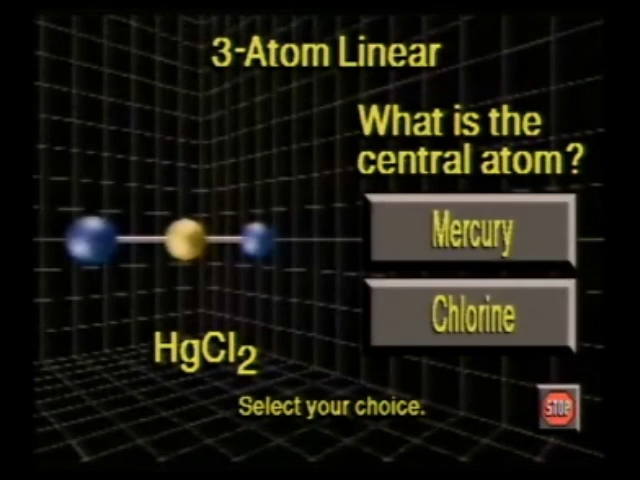 3-Atom Linear
What is the
central atom?
Mercury
Chlorine
HgCl2
Select your choice.
STOP